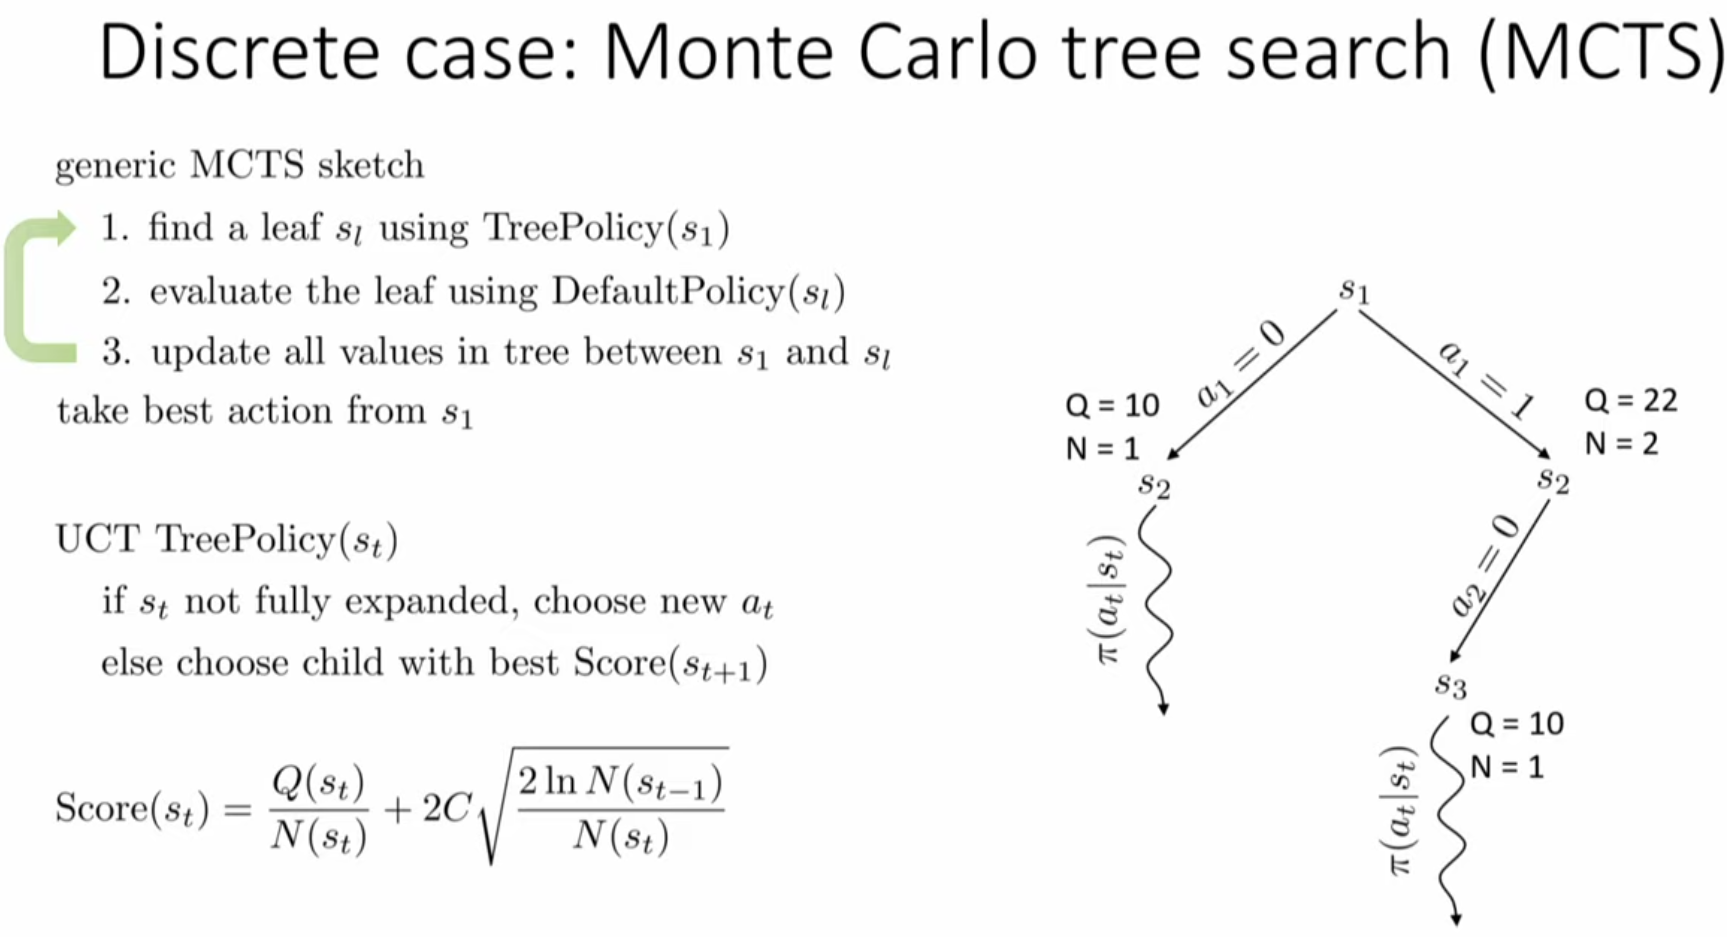 Discrete case: Monte Carlo tree search (MCTS)
generic MCTS sketch
1. find a leaf s_l using TreePolicy(s_1)
2. evaluate the leaf using DefaultPolicy(s_l)
3. update all values in tree between s_1 and s_l
take best action from s_1
UCT TreePolicy(s_t)
if s_t not fully expanded, choose new a_t
else choose child with best Score(s_{t+1})
Score(s_t) = \frac{Q(s_t)}{N(s_t)} + 2C\sqrt{\frac{2 \ln N(s_{t-1})}{N(s_t)}}
s_1
a_1 = 0
a_1 = 1
Q = 10
N = 1
Q = 22
N = 2
s_2
s_2
π(a_t|s_t)
a_2 = 0
s_3
Q = 10
N = 1
π(a_t|s_t)